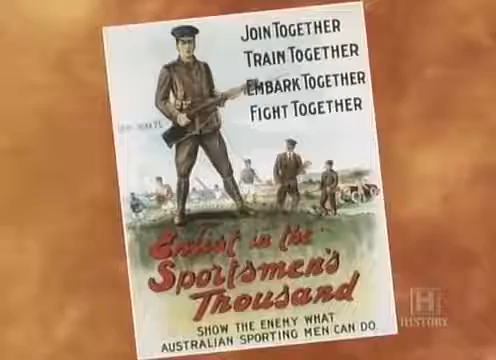 JOIN TOGETHER
TRAIN TOGETHER
EMBARK TOGETHER
FIGHT TOGETHER
Enlist in the
Sportsmen's
Thousand
SHOW THE ENEMY WHAT
AUSTRALIAN SPORTING MEN CAN DO.
H
HISTORY